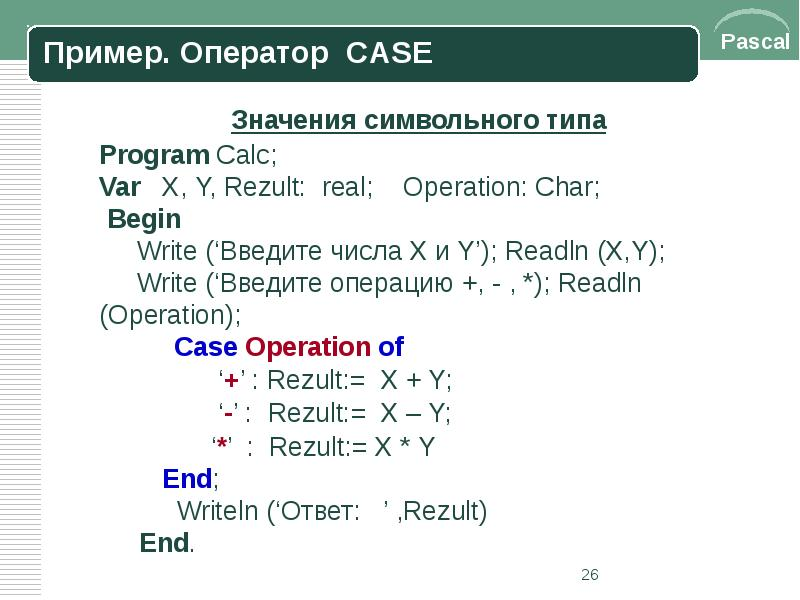 Пример. Оператор CASE
Pascal
Значения символьного типа
Program Calc;
Var X, Y, Rezult: real; Operation: Char;
Begin
Write (‘Введите числа X и Y’); Readln (X,Y);
Write (‘Введите операцию +, - , *); Readln
(Operation);
Case Operation of
‘+’ : Rezult:= X + Y;
‘-’ : Rezult:= X – Y;
‘*’ : Rezult:= X * Y
End;
Writeln (‘Ответ: ’ ,Rezult)
End.
26